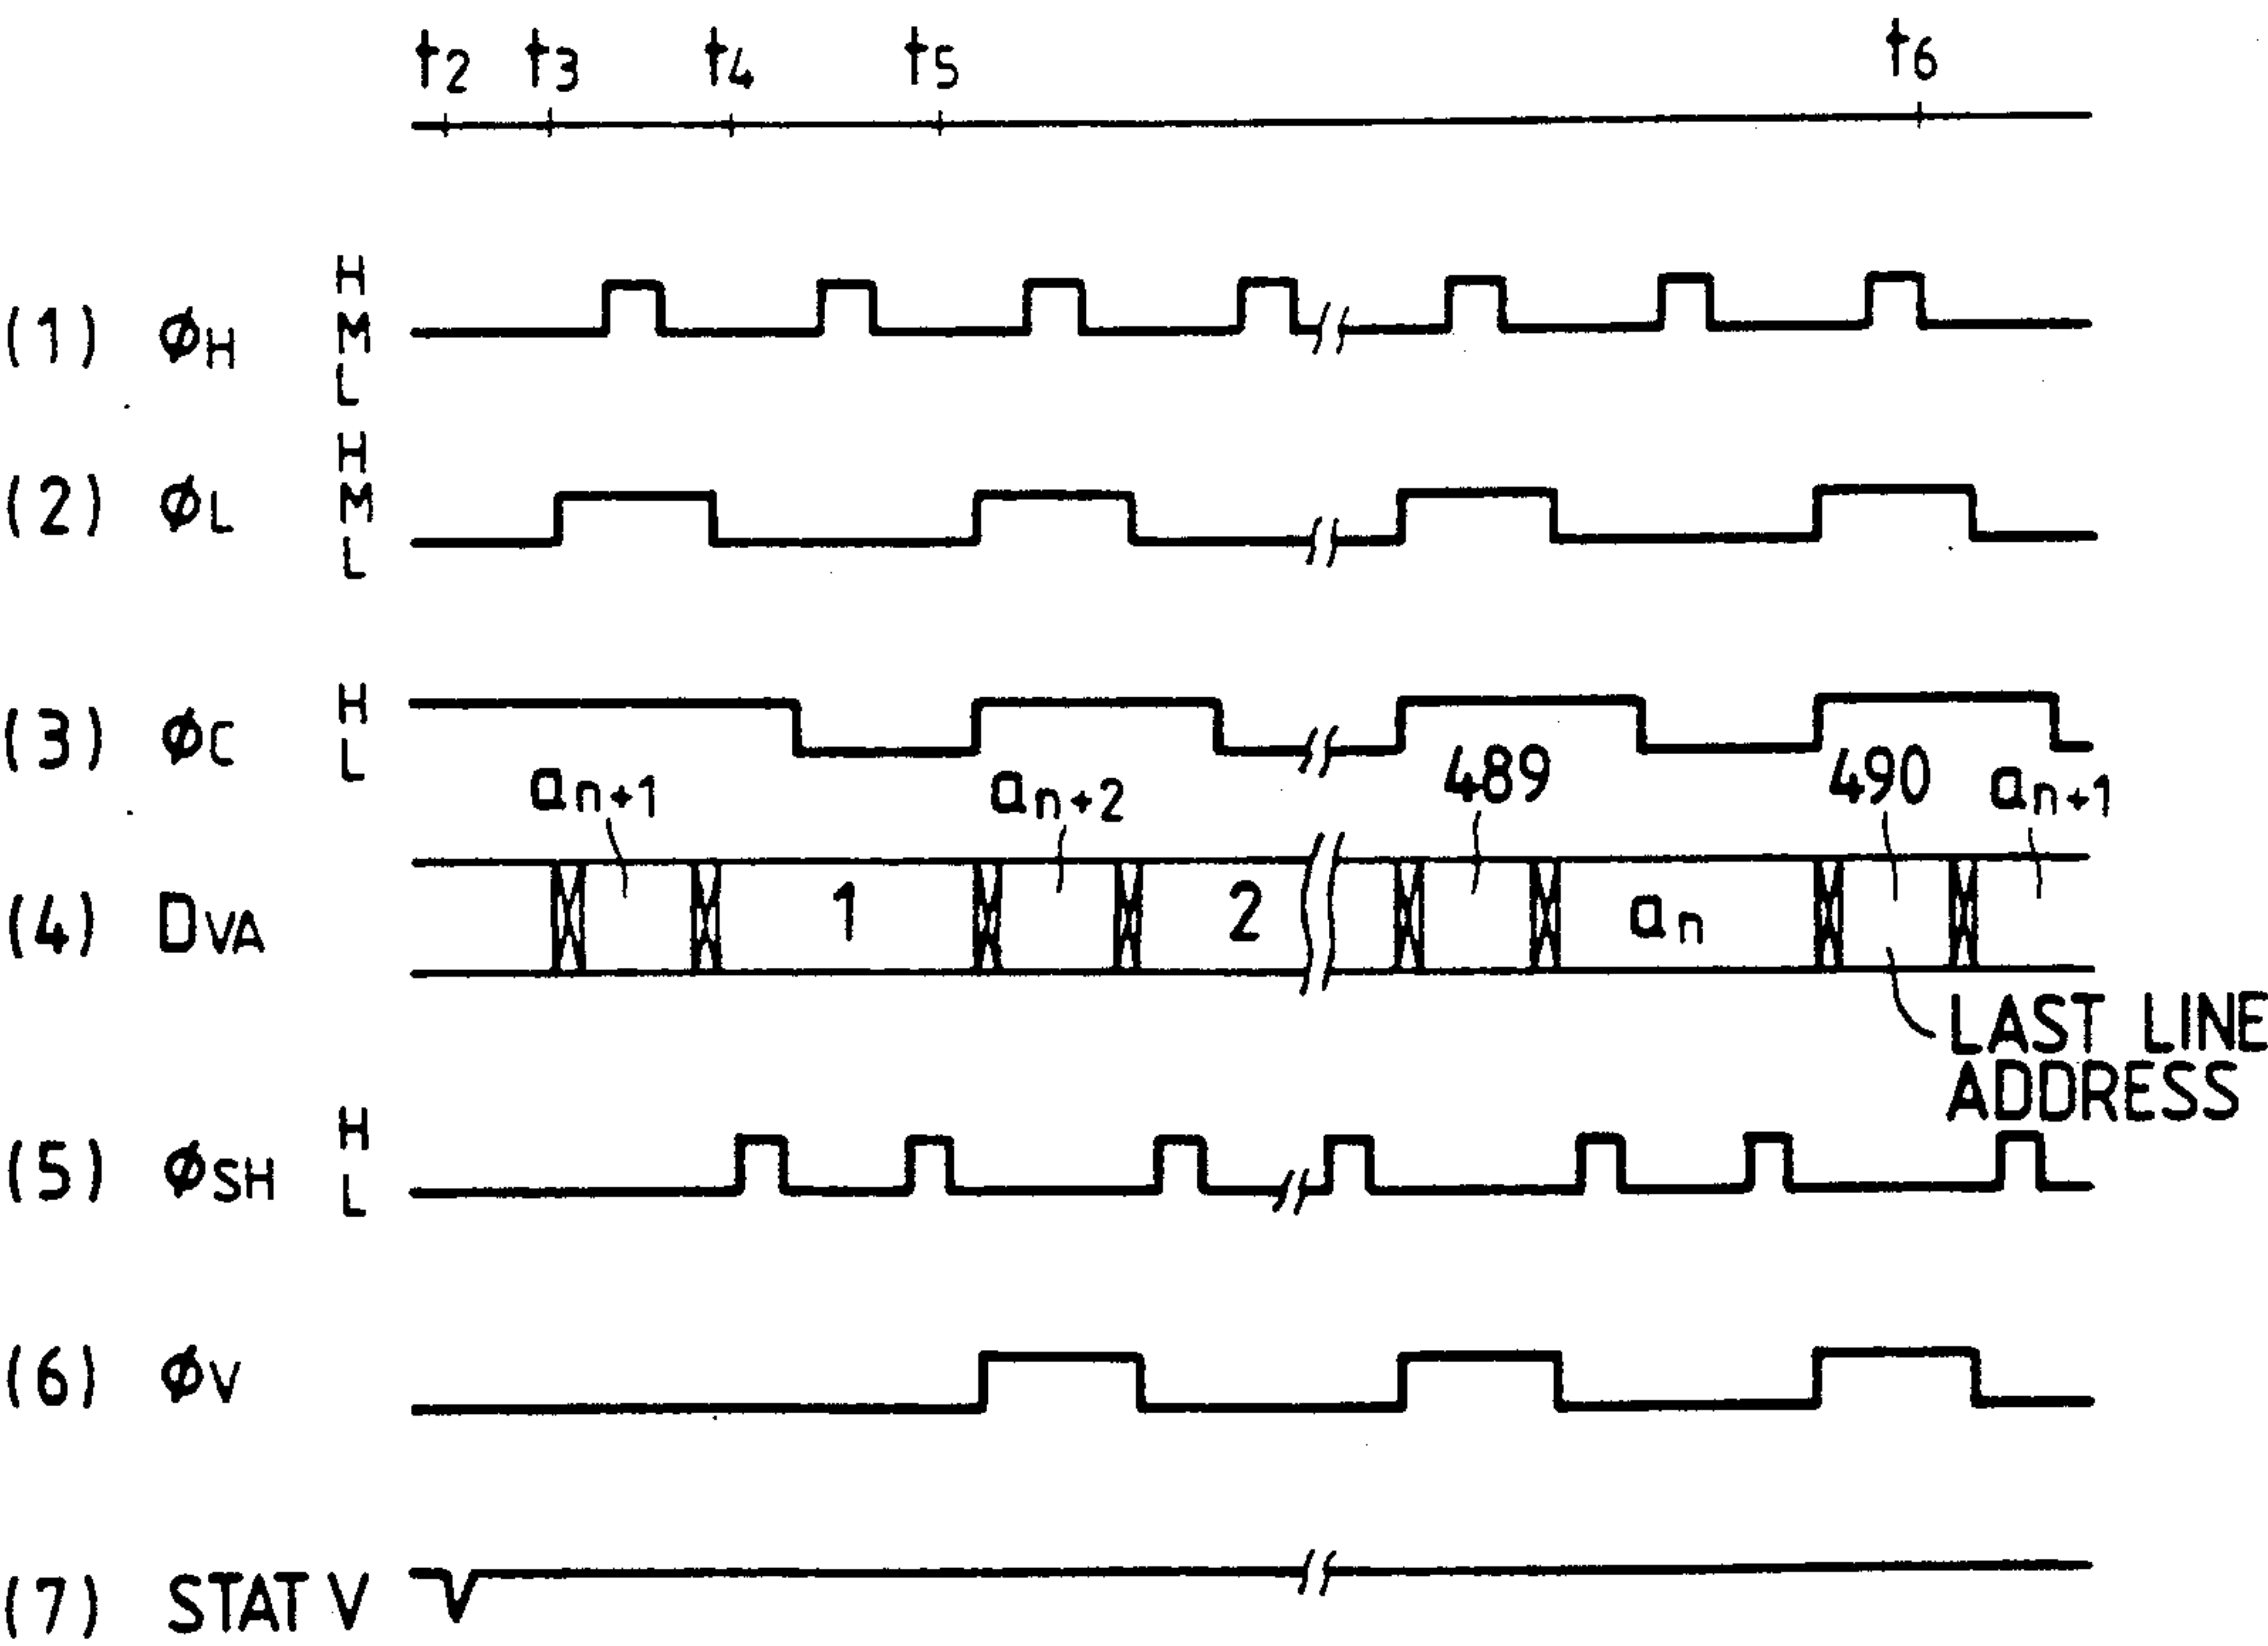 t2 t3 t4 t5 t6
H
(1) ϕH M
L
H
(2) ϕL M
L
H
(3) ϕC L
an+1 an+2 489 490 an+1
(4) DVA 1 2 an
LAST LINE
ADDRESS
H
(5) ϕSH L
(6) ϕV
(7) STAT V